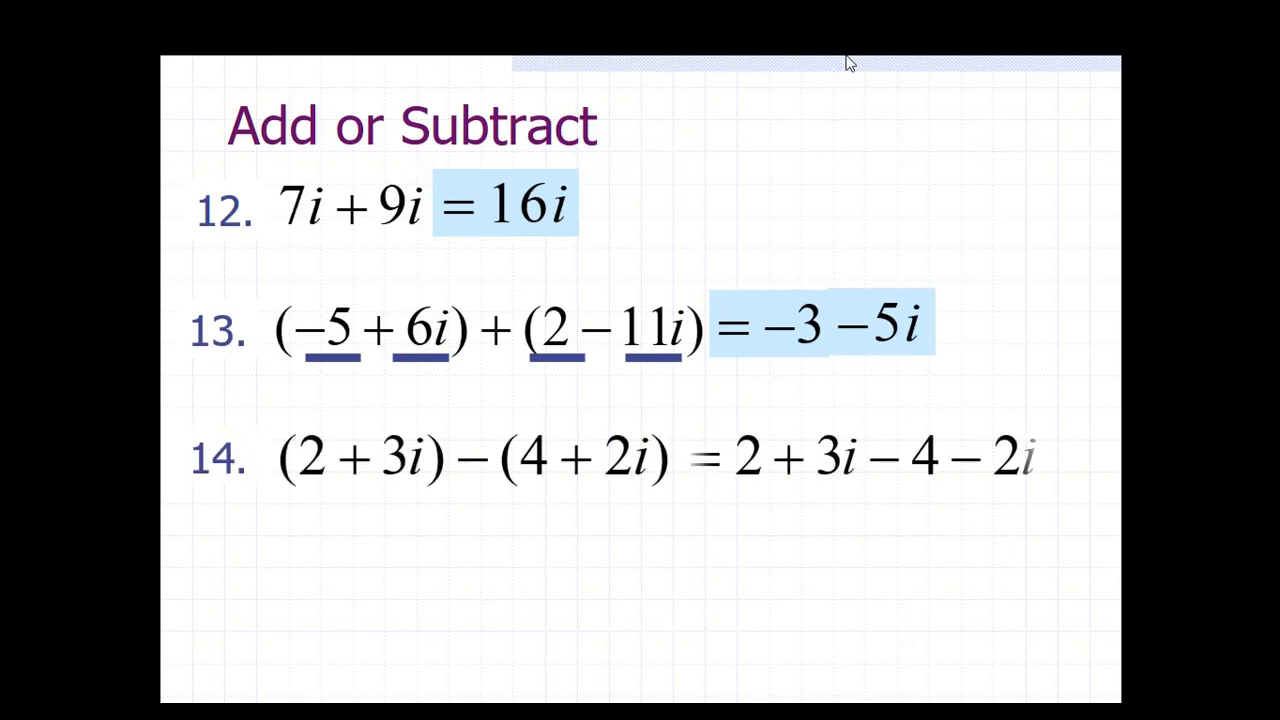 Add or Subtract
12. 7i + 9i = 16i
13. (−5 + 6i) + (2 − 11i) = −3 − 5i
14. (2 + 3i) − (4 + 2i) = 2 + 3i − 4 − 2i